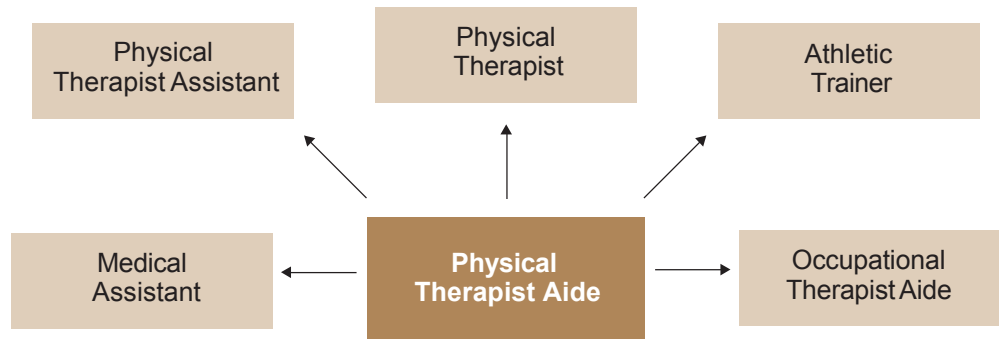 Physical
Therapist Assistant
Physical
Therapist
Athletic
Trainer
Medical
Assistant
Physical
Therapist Aide
Occupational
Therapist Aide